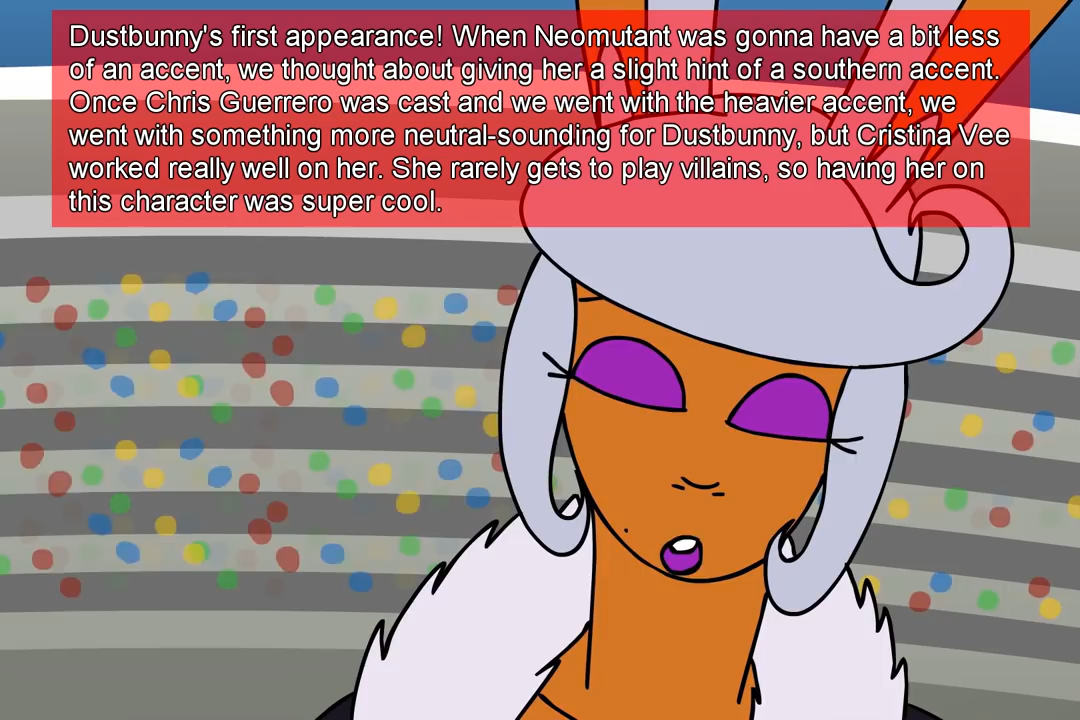 Dustbunny's first appearance! When Neomutant was gonna have a bit less
of an accent, we thought about giving her a slight hint of a southern accent.
Once Chris Guerrero was cast and we went with the heavier accent, we
went with something more neutral-sounding for Dustbunny, but Cristina Vee
worked really well on her. She rarely gets to play villains, so having her on
this character was super cool.